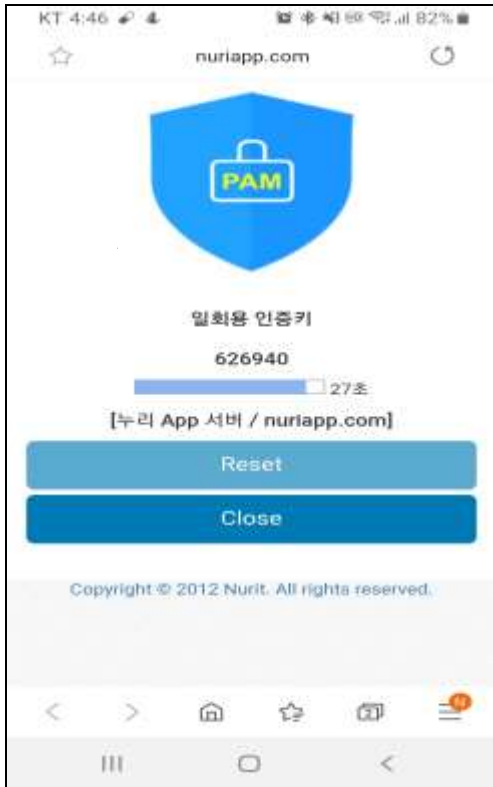 KT 4:46 82%
nuriapp.com
PAM
일회용 인증키
626940
27초
[누리 App 서버 / nuriapp.com]
Reset
Close
Copyright © 2012 Nurit. All rights reserved.
2
N